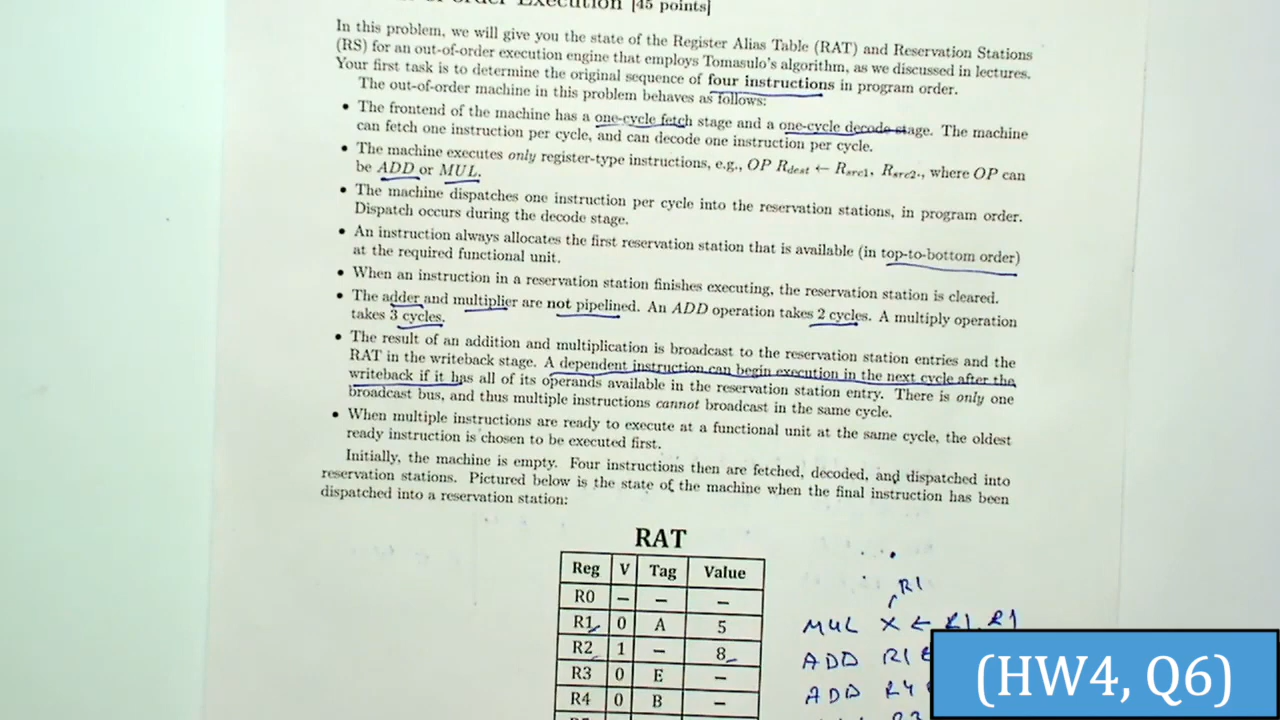 of-order Execution [45 points]
In this problem, we will give you the state of the Register Alias Table (RAT) and Reservation Stations
(RS) for an out-of-order execution engine that employs Tomasulo's algorithm, as we discussed in lectures.
Your first task is to determine the original sequence of four instructions in program order.
The out-of-order machine in this problem behaves as follows:
• The frontend of the machine has a one-cycle fetch stage and a one-cycle decode stage. The machine
can fetch one instruction per cycle, and can decode one instruction per cycle.
• The machine executes only register-type instructions, e.g., OP Rdest ← Rsrc1, Rsrc2., where OP can
be ADD or MUL.
• The machine dispatches one instruction per cycle into the reservation stations, in program order.
Dispatch occurs during the decode stage.
• An instruction always allocates the first reservation station that is available (in top-to-bottom order)
at the required functional unit.
• When an instruction in a reservation station finishes executing, the reservation station is cleared.
• The adder and multiplier are not pipelined. An ADD operation takes 2 cycles. A multiply operation
takes 3 cycles.
• The result of an addition and multiplication is broadcast to the reservation station entries and the
RAT in the writeback stage. A dependent instruction can begin execution in the next cycle after the
writeback if it has all of its operands available in the reservation station entry. There is only one
broadcast bus, and thus multiple instructions cannot broadcast in the same cycle.
• When multiple instructions are ready to execute at a functional unit at the same cycle, the oldest
ready instruction is chosen to be executed first.
Initially, the machine is empty. Four instructions then are fetched, decoded, and dispatched into
reservation stations. Pictured below is the state of the machine when the final instruction has been
dispatched into a reservation station:
RAT
Reg V Tag Value
R0 – – –
R1 0 A 5
R2 1 – 8
R3 0 E –
R4 0 B –
R1
MUL X ← R1, R1
ADD R1 ←
ADD R4
(HW4, Q6)